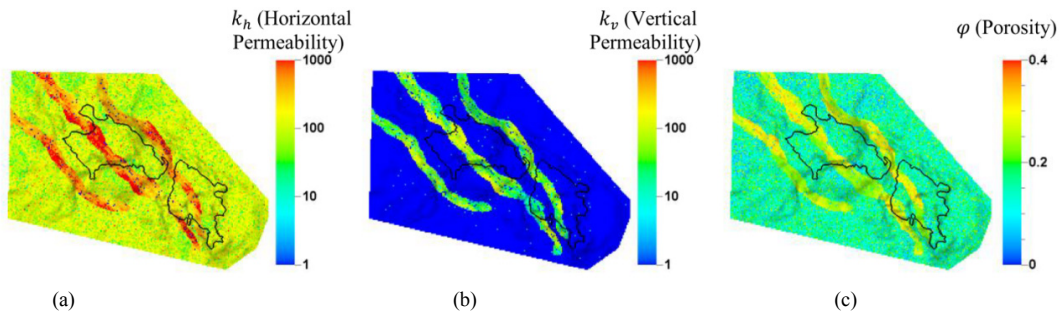 k_h (Horizontal
Permeability)
1000
100
10
1
(a)
k_v (Vertical
Permeability)
1000
100
10
1
(b)
φ (Porosity)
0.4
0.2
0
(c)